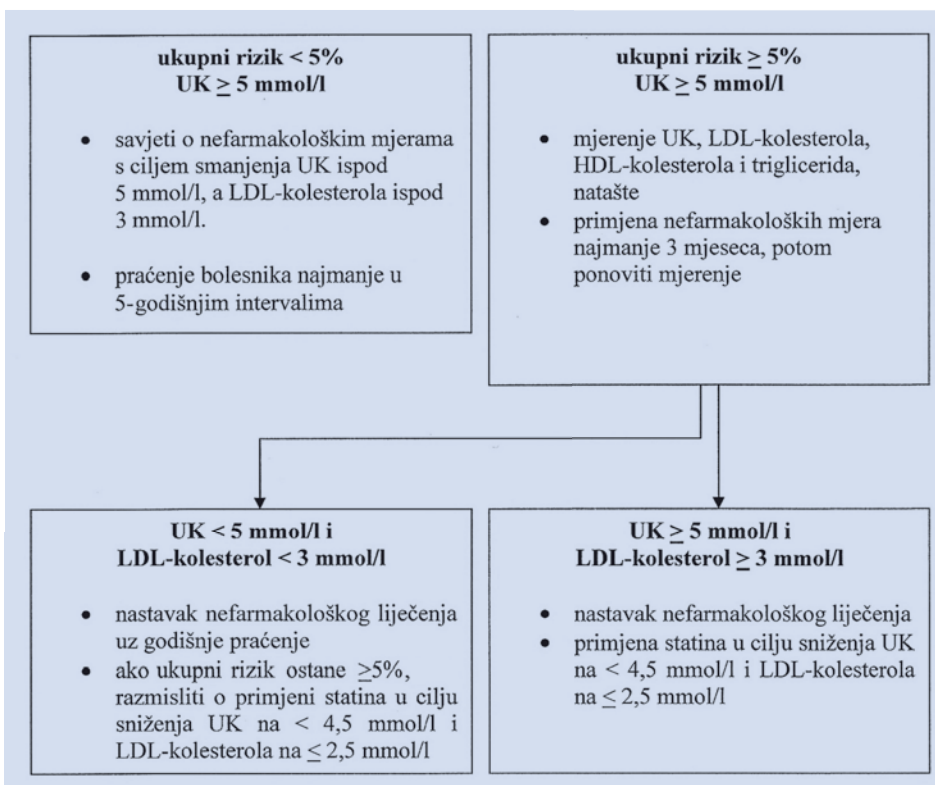 ukupni rizik < 5%
UK ≥ 5 mmol/l
• savjeti o nefarmakološkim mjerama
s ciljem smanjenja UK ispod
5 mmol/l, a LDL-kolesterola ispod
3 mmol/l.
• praćenje bolesnika najmanje u
5-godišnjim intervalima
ukupni rizik ≥ 5%
UK ≥ 5 mmol/l
• mjerenje UK, LDL-kolesterola,
HDL-kolesterola i triglicerida,
natašte
• primjena nefarmakoloških mjera
najmanje 3 mjeseca, potom
ponoviti mjerenje
UK < 5 mmol/l i
LDL-kolesterol < 3 mmol/l
• nastavak nefarmakološkog liječenja
uz godišnje praćenje
• ako ukupni rizik ostane ≥5%,
razmisliti o primjeni statina u cilju
sniženja UK na < 4,5 mmol/l i
LDL-kolesterola na ≤ 2,5 mmol/l
UK ≥ 5 mmol/l i
LDL-kolesterol ≥ 3 mmol/l
• nastavak nefarmakološkog liječenja
• primjena statina u cilju sniženja UK
na < 4,5 mmol/l i LDL-kolesterola
na ≤ 2,5 mmol/l